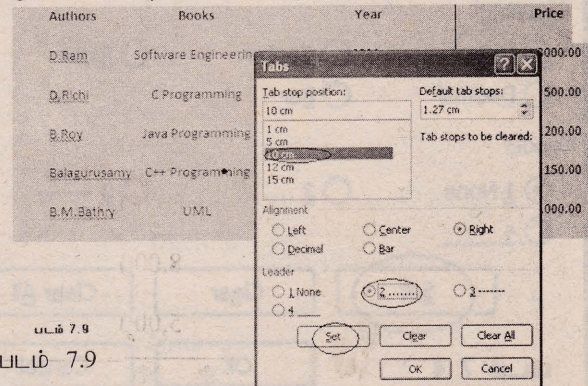 Authors Books Year Price
D.Ram Software Engineering 3000.00
D.Richi C Programming 500.00
B.Roy Java Programming 200.00
Balagurusamy C++ Programming 150.00
B.M.Bathry UML 000.00
Tabs
Tab stop position: Default tab stops:
10 cm 1.27 cm
1 cm Tab stops to be cleared:
5 cm
10 cm
12 cm
15 cm
Alignment
Left Center Right
Decimal Bar
Leader
1 None 2 ....... 3 -------
4 ___
Set Clear Clear All
OK Cancel
படம் 7.9
படம் 7.9